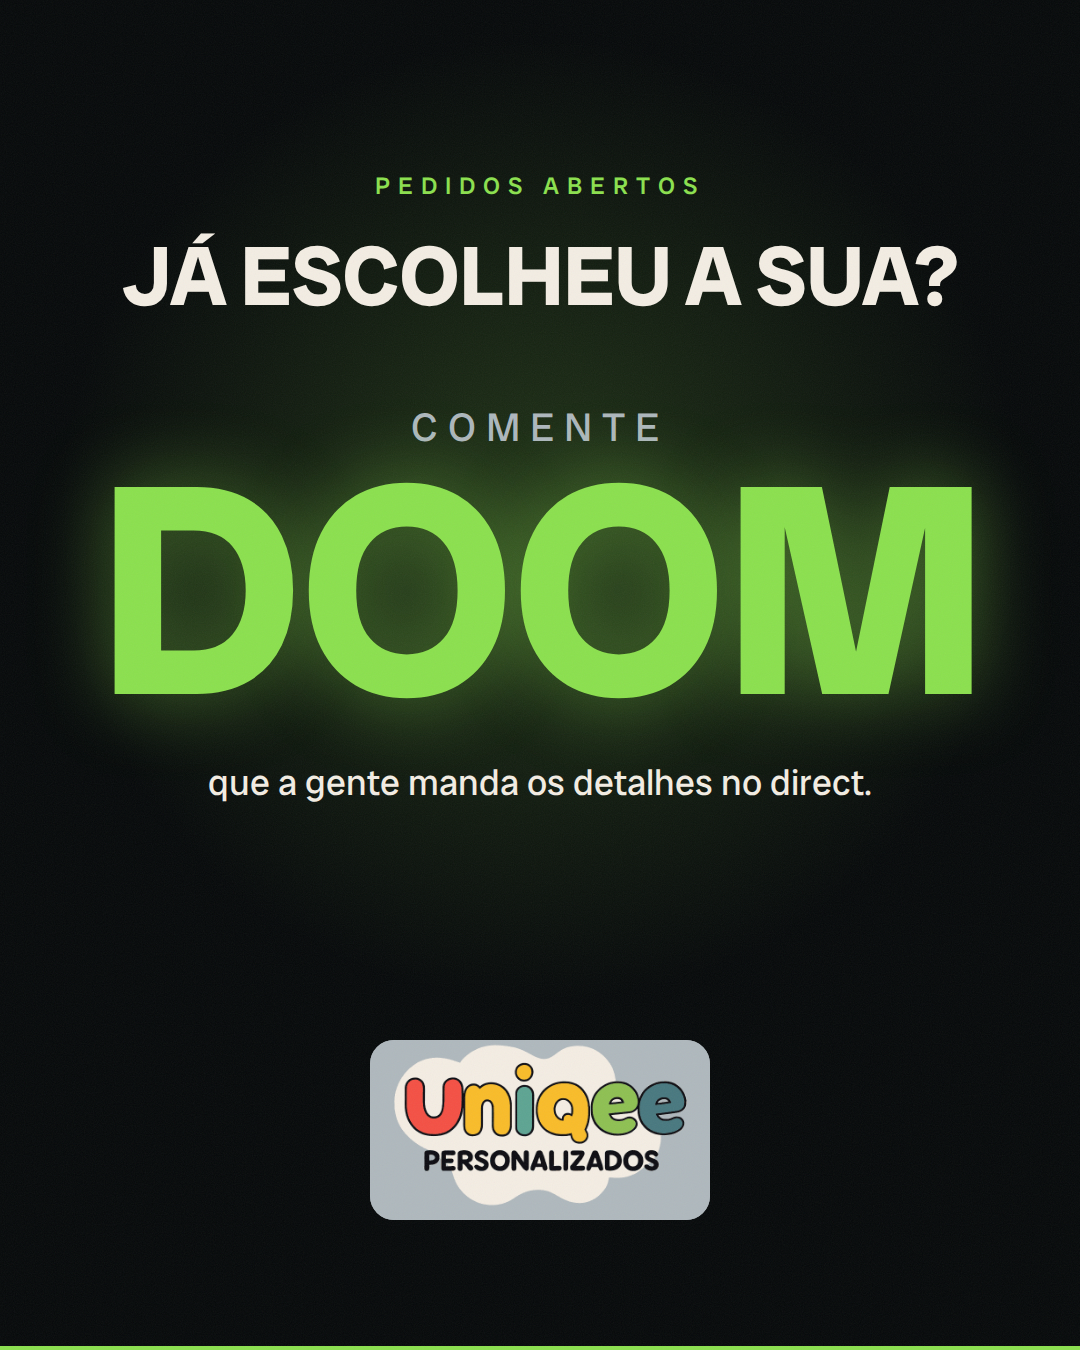 PEDIDOS ABERTOS
JÁ ESCOLHEU A SUA?
COMENTE
DOOM
que a gente manda os detalhes no direct.
Uniqee
PERSONALIZADOS